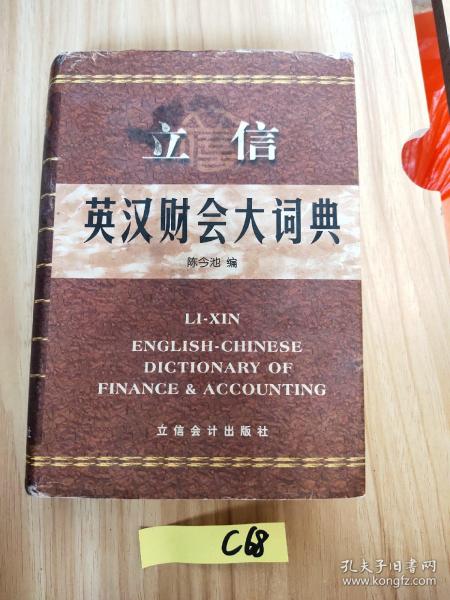 立信
英汉财会大词典
陈今池 编
LI-XIN
ENGLISH-CHINESE
DICTIONARY OF
FINANCE & ACCOUNTING
立信会计出版社
C68
孔夫子旧书网
www.kongfz.com